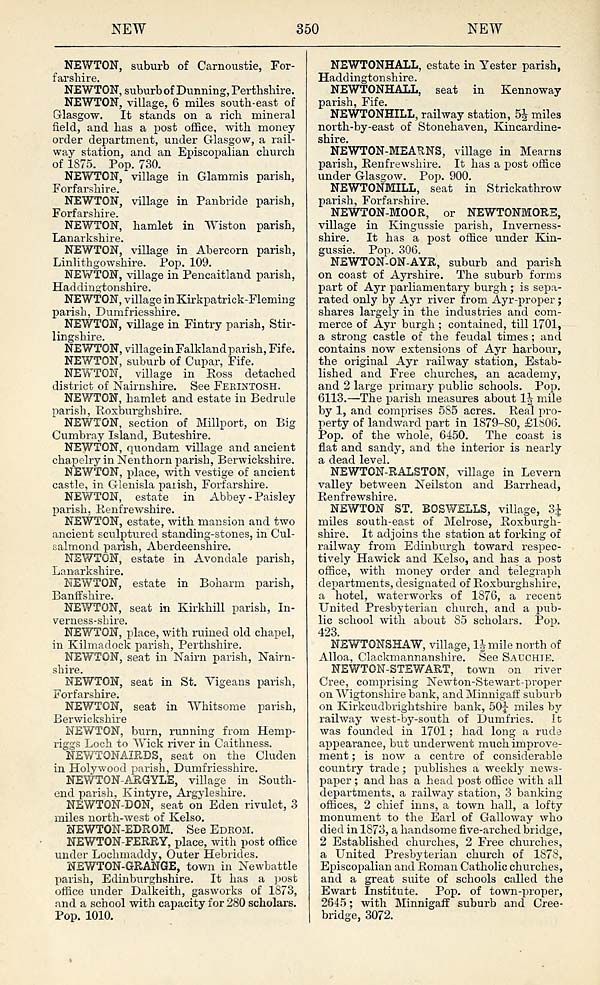 NEW 350 NEW
NEWTON, suburb of Carnoustie, For-
farshire.
NEWTON, suburb of Dunning, Perthshire.
NEWTON, village, 6 miles south-east of
Glasgow. It stands on a rich mineral
field, and has a post office, with money
order department, under Glasgow, a rail-
way station, and an Episcopalian church
of 1875. Pop. 730.
NEWTON, village in Glammis parish,
Forfarshire.
NEWTON, village in Panbride parish,
Forfarshire.
NEWTON, hamlet in Wiston parish,
Lanarkshire.
NEWTON, village in Abercorn parish,
Linlithgowshire. Pop. 109.
NEWTON, village in Pencaitland parish,
Haddingtonshire.
NEWTON, village in Kirkpatrick-Fleming
parish, Dumfriesshire.
NEWTON, village in Fintry parish, Stir-
lingshire.
NEWTON, village in Falkland parish, Fife.
NEWTON, suburb of Cupar, Fife.
NEWTON, village in Ross detached
district of Nairnshire. See FERINTOSH.
NEWTON, hamlet and estate in Bedrule
parish, Roxburghshire.
NEWTON, section of Millport, on Big
Cumbray Island, Buteshire.
NEWTON, quondam village and ancient
chapelry in Nenthorn parish, Berwickshire.
NEWTON, place, with vestige of ancient
castle, in Glenisla parish, Forfarshire.
NEWTON, estate in Abbey-Paisley
parish, Renfrewshire.
NEWTON, estate, with mansion and two
ancient sculptured standing-stones, in Cul-
salmond parish, Aberdeenshire.
NEWTON, estate in Avondale parish,
Lanarkshire.
NEWTON, estate in Boharm parish,
Banffshire.
NEWTON, seat in Kirkhill parish, In-
verness-shire.
NEWTON, place, with ruined old chapel,
in Kilmadock parish, Perthshire.
NEWTON, seat in Nairn parish, Nairn-
shire.
NEWTON, seat in St. Vigeans parish,
Forfarshire.
NEWTON, seat in Whitsome parish,
Berwickshire
NEWTON, burn, running from Hemp-
riggs Loch to Wick river in Caithness.
NEWTONAIRDS, seat on the Cluden
in Holywood parish, Dumfriesshire.
NEWTON-ARGYLE, village in South-
end parish, Kintyre, Argyleshire.
NEWTON-DON, seat on Eden rivulet, 3
miles north-west of Kelso.
NEWTON-EDROM. See EDROM.
NEWTON-FERRY, place, with post office
under Lochmaddy, Outer Hebrides.
NEWTON-GRANGE, town in Newbattle
parish, Edinburghshire. It has a post
office under Dalkeith, gasworks of 1873,
and a school with capacity for 280 scholars.
Pop. 1010.
NEWTONHALL, estate in Yester parish,
Haddingtonshire.
NEWTONHALL, seat in Kennoway
parish, Fife.
NEWTONHILL, railway station, 5½ miles
north-by-east of Stonehaven, Kincardine-
shire.
NEWTON-MEARNS, village in Mearns
parish, Renfrewshire. It has a post office
under Glasgow. Pop. 900.
NEWTONMILL, seat in Strickathrow
parish, Forfarshire.
NEWTON-MOOR, or NEWTONMORE,
village in Kingussie parish, Inverness-
shire. It has a post office under Kin-
gussie. Pop. 306.
NEWTON-ON-AYR, suburb and parish
on coast of Ayrshire. The suburb forms
part of Ayr parliamentary burgh; is sepa-
rated only by Ayr river from Ayr-proper;
shares largely in the industries and com-
merce of Ayr burgh; contained, till 1701,
a strong castle of the feudal times; and
contains now extensions of Ayr harbour,
the original Ayr railway station, Estab-
lished and Free churches, an academy,
and 2 large primary public schools. Pop.
6113.—The parish measures about 1½ mile
by 1, and comprises 585 acres. Real pro-
perty of landward part in 1879-80, £1806.
Pop. of the whole, 6450. The coast is
flat and sandy, and the interior is nearly
a dead level.
NEWTON-RALSTON, village in Levern
valley between Neilston and Barrhead,
Renfrewshire.
NEWTON ST. BOSWELLS, village, 3¼
miles south-east of Melrose, Roxburgh-
shire. It adjoins the station at forking of
railway from Edinburgh toward respec-
tively Hawick and Kelso, and has a post
office, with money order and telegraph
departments, designated of Roxburghshire,
a hotel, waterworks of 1876, a recent
United Presbyterian church, and a pub-
lic school with about 85 scholars. Pop.
423.
NEWTONSHAW, village, 1½ mile north of
Alloa, Clackmannanshire. See SAUCHIE.
NEWTON-STEWART, town on river
Cree, comprising Newton-Stewart-proper
on Wigtonshire bank, and Minnigaff suburb
on Kirkcudbrightshire bank, 50¾ miles by
railway west-by-south of Dumfries. It
was founded in 1701; had long a rude
appearance, but underwent much improve-
ment; is now a centre of considerable
country trade; publishes a weekly news-
paper; and has a head post office with all
departments, a railway station, 3 banking
offices, 2 chief inns, a town hall, a lofty
monument to the Earl of Galloway who
died in 1873, a handsome five-arched bridge,
2 Established churches, 2 Free churches,
a United Presbyterian church of 1878,
Episcopalian and Roman Catholic churches,
and a great suite of schools called the
Ewart Institute. Pop. of town-proper,
2645; with Minnigaff suburb and Cree-
bridge, 3072.